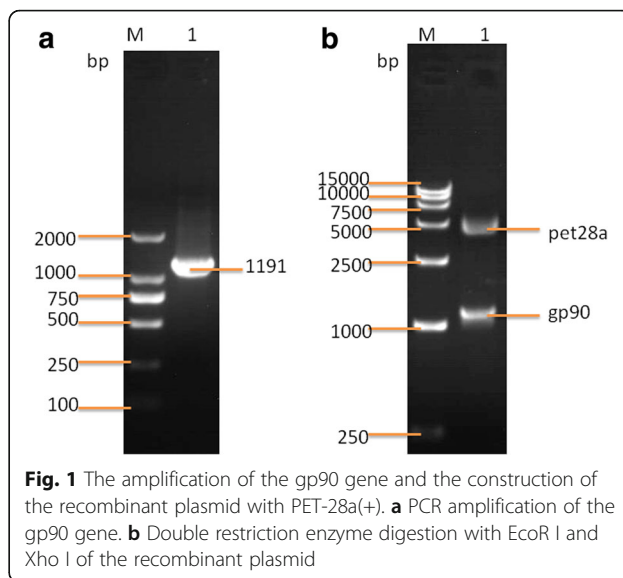 a
M 1
bp
2000
1000
750
500
250
100
1191
b
M 1
bp
15000
10000
7500
5000
2500
1000
250
pet28a
gp90
Fig. 1 The amplification of the gp90 gene and the construction of
the recombinant plasmid with PET-28a(+). a PCR amplification of the
gp90 gene. b Double restriction enzyme digestion with EcoR I and
Xho I of the recombinant plasmid